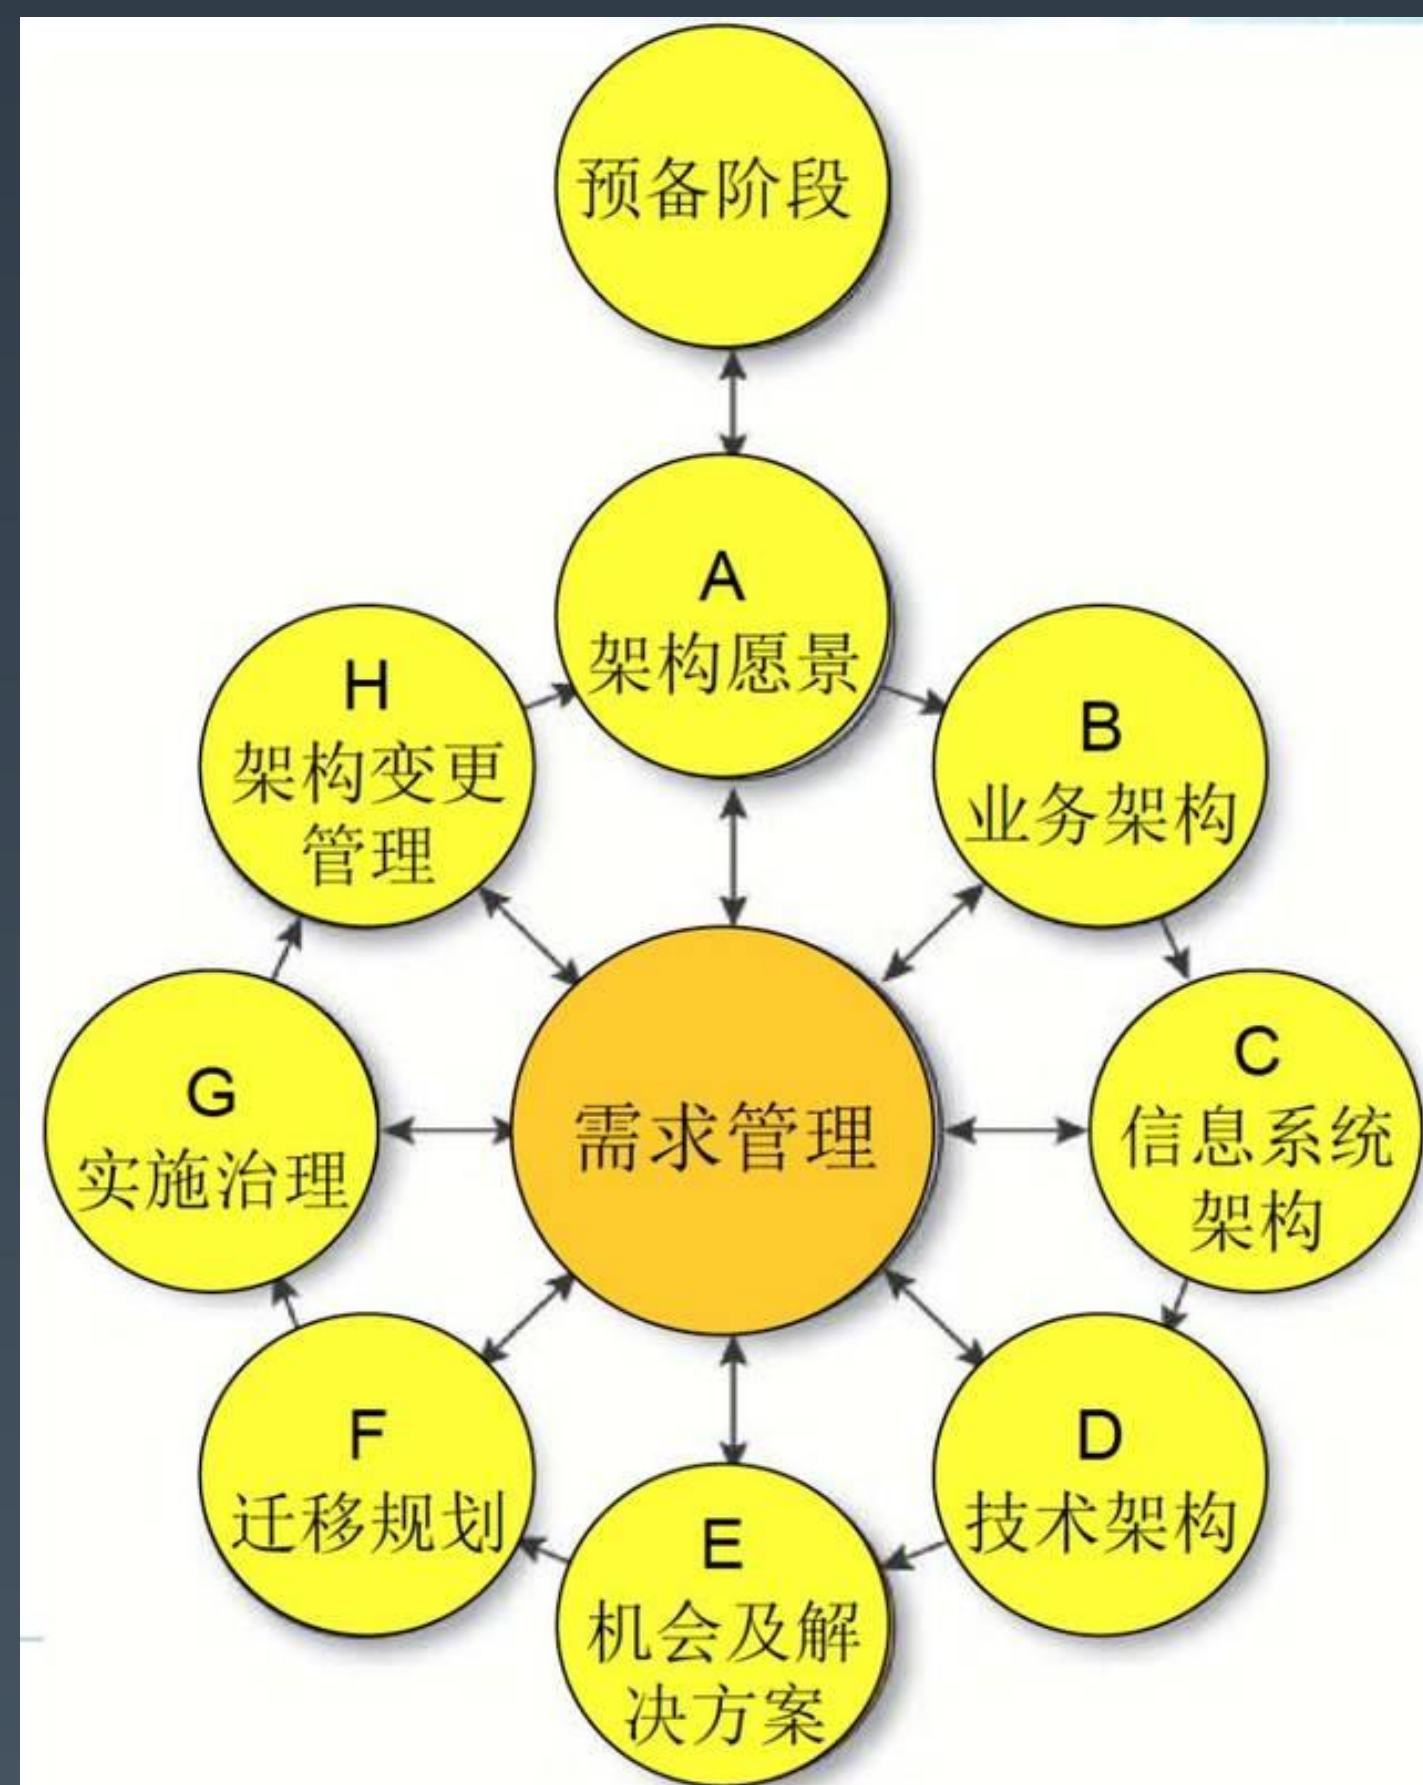 预备阶段
A
架构愿景
B
业务架构
C
信息系统
架构
D
技术架构
E
机会及解
决方案
F
迁移规划
G
实施治理
H
架构变更
管理
需求管理